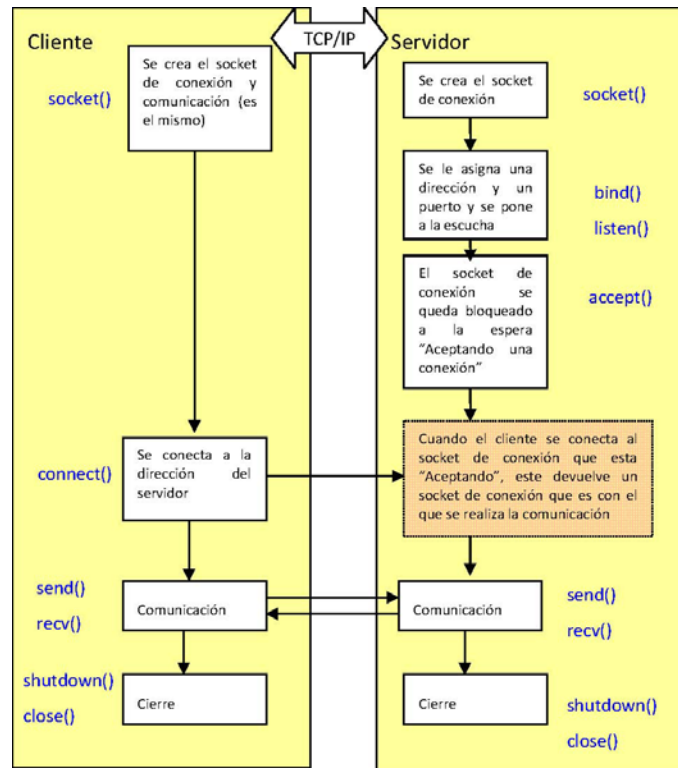 TCP/IP
Cliente
Se crea el socket
de conexión y
comunicación (es
el mismo)
socket()
Se conecta a la
dirección del
servidor
connect()
send()
recv()
Comunicación
shutdown()
close()
Cierre
Servidor
Se crea el socket
de conexión
socket()
Se le asigna una
dirección y un
puerto y se pone
a la escucha
bind()
listen()
El socket de
conexión se
queda bloqueado
a la espera
“Aceptando una
conexión”
accept()
Cuando el cliente se conecta al
socket de conexión que esta
“Aceptando”, este devuelve un
socket de conexión que es con el
que se realiza la comunicación
Comunicación
send()
recv()
Cierre
shutdown()
close()